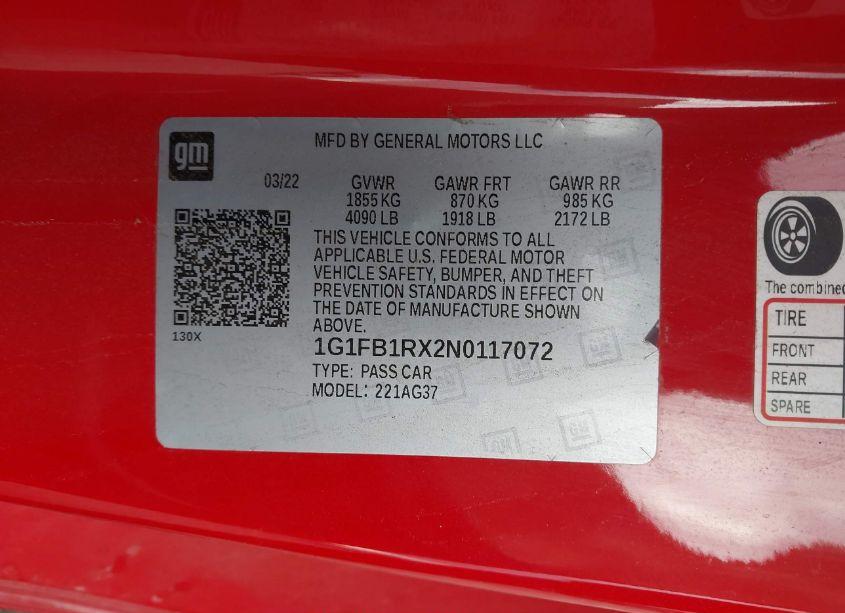 gm
MFD BY GENERAL MOTORS LLC
03/22 GVWR GAWR FRT GAWR RR
1855 KG 870 KG 985 KG
4090 LB 1918 LB 2172 LB
THIS VEHICLE CONFORMS TO ALL
APPLICABLE U.S. FEDERAL MOTOR
VEHICLE SAFETY, BUMPER, AND THEFT
PREVENTION STANDARDS IN EFFECT ON
THE DATE OF MANUFACTURE SHOWN
ABOVE.
130X
1G1FB1RX2N0117072
TYPE: PASS CAR
MODEL: 221AG37
The combined
TIRE
FRONT
REAR
SPARE